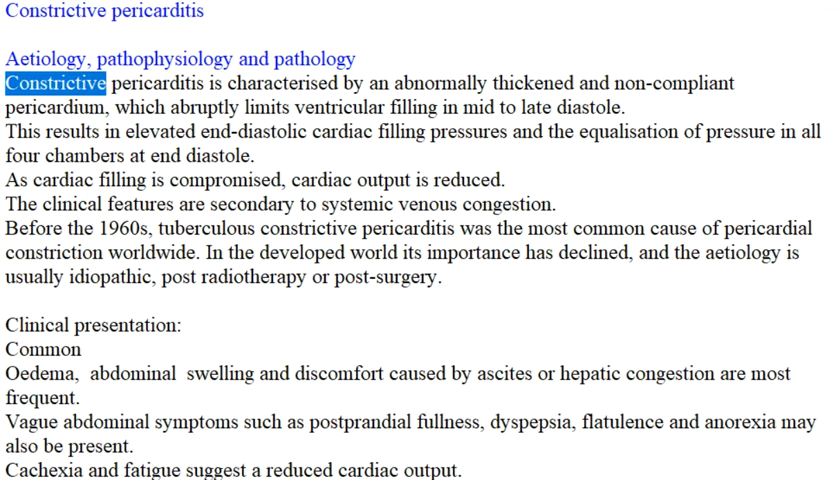 Constrictive pericarditis
Aetiology, pathophysiology and pathology
Constrictive pericarditis is characterised by an abnormally thickened and non-compliant
pericardium, which abruptly limits ventricular filling in mid to late diastole.
This results in elevated end-diastolic cardiac filling pressures and the equalisation of pressure in all
four chambers at end diastole.
As cardiac filling is compromised, cardiac output is reduced.
The clinical features are secondary to systemic venous congestion.
Before the 1960s, tuberculous constrictive pericarditis was the most common cause of pericardial
constriction worldwide. In the developed world its importance has declined, and the aetiology is
usually idiopathic, post radiotherapy or post-surgery.
Clinical presentation:
Common
Oedema,  abdominal  swelling and discomfort caused by ascites or hepatic congestion are most
frequent.
Vague abdominal symptoms such as postprandial fullness, dyspepsia, flatulence and anorexia may
also be present.
Cachexia and fatigue suggest a reduced cardiac output.